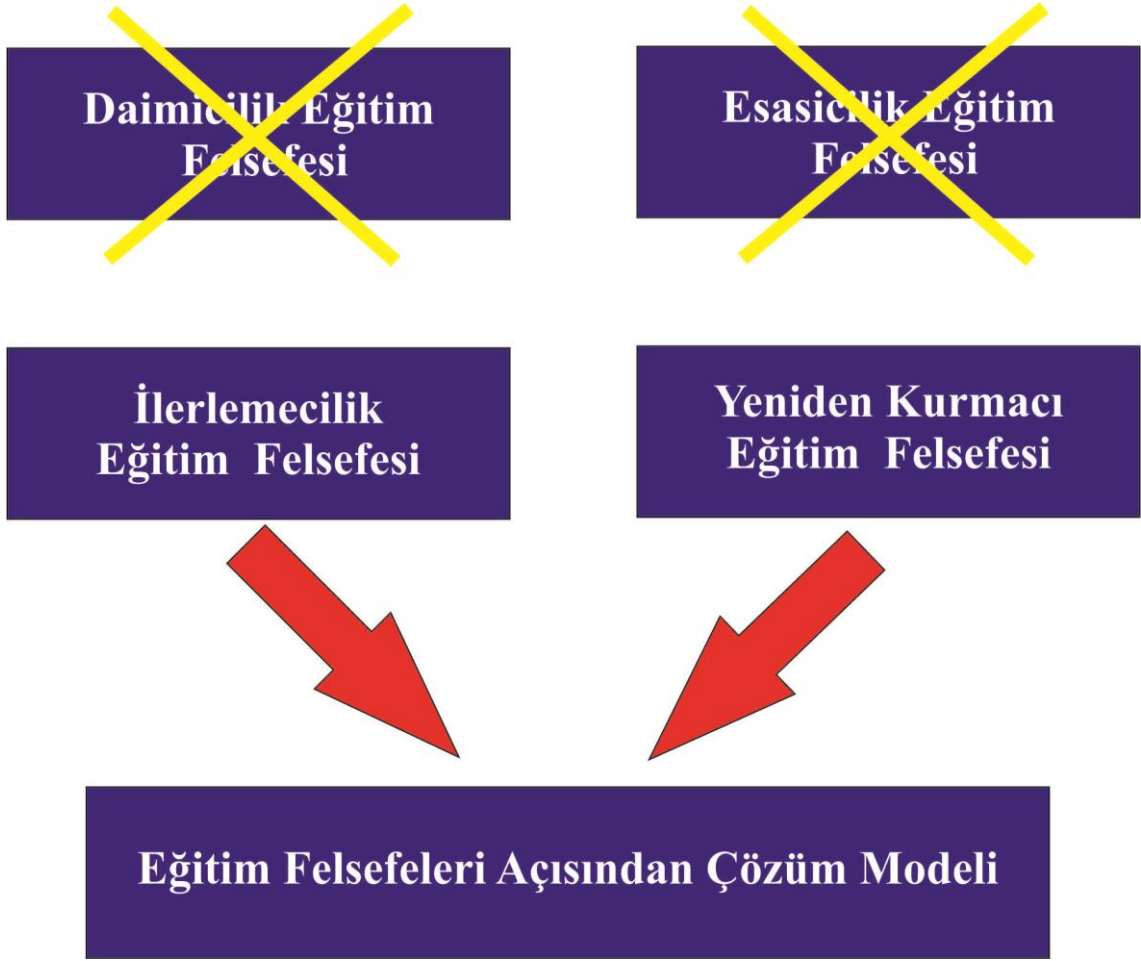 Daimicilik Eğitim
Felsefesi
Esasicilik Eğitim
Felsefesi
İlerlemecilik
Eğitim Felsefesi
Yeniden Kurmacı
Eğitim Felsefesi
Eğitim Felsefeleri Açısından Çözüm Modeli